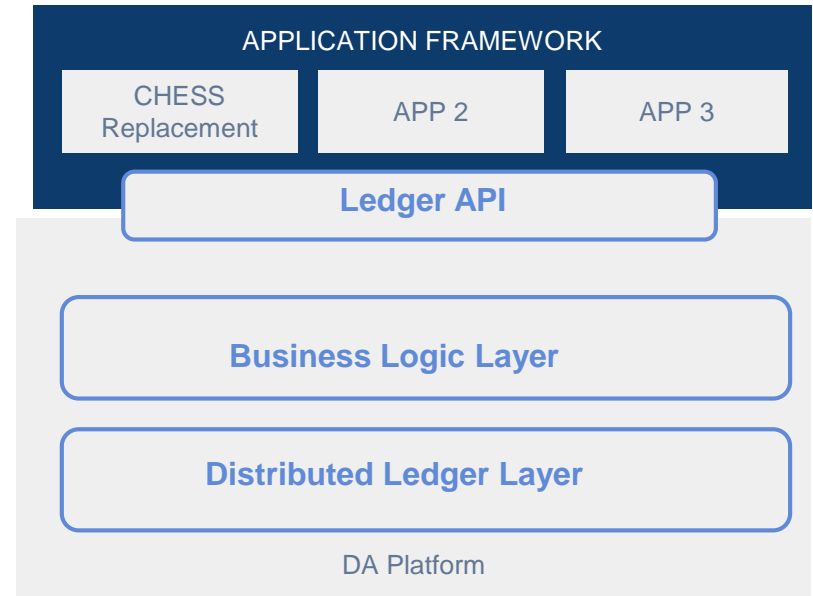 APPLICATION FRAMEWORK
CHESS
Replacement
APP 2
APP 3
Ledger API
Business Logic Layer
Distributed Ledger Layer
DA Platform